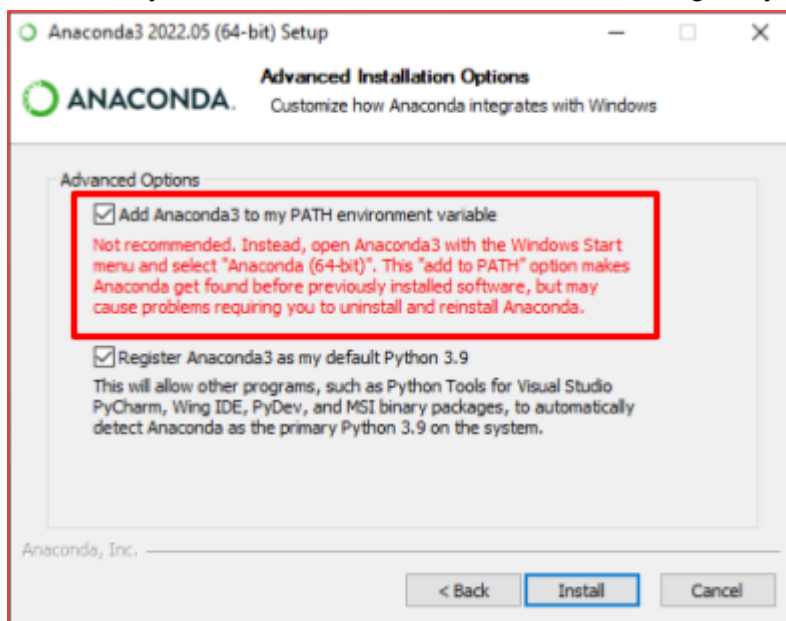 Anaconda3 2022.05 (64-bit) Setup
ANACONDA.
Advanced Installation Options
Customize how Anaconda integrates with Windows
Advanced Options
Add Anaconda3 to my PATH environment variable
Not recommended. Instead, open Anaconda3 with the Windows Start
menu and select "Anaconda (64-bit)". This "add to PATH" option makes
Anaconda get found before previously installed software, but may
cause problems requiring you to uninstall and reinstall Anaconda.
Register Anaconda3 as my default Python 3.9
This will allow other programs, such as Python Tools for Visual Studio
PyCharm, Wing IDE, PyDev, and MSI binary packages, to automatically
detect Anaconda as the primary Python 3.9 on the system.
Anaconda, Inc.
< Back
Install
Cancel